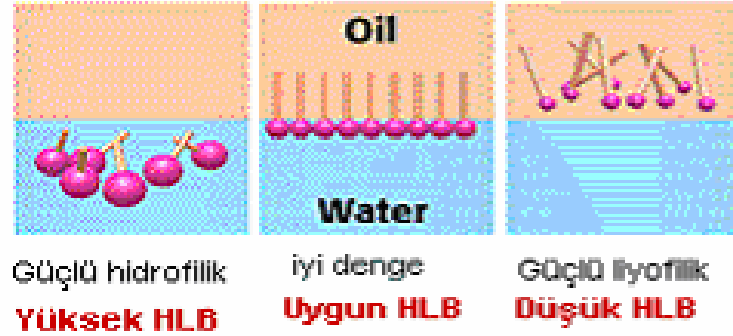 Oil
Water
Güçlü hidrofilik
Yüksek HLB
iyi denge
Uygun HLB
Güçlü liyofilik
Düşük HLB